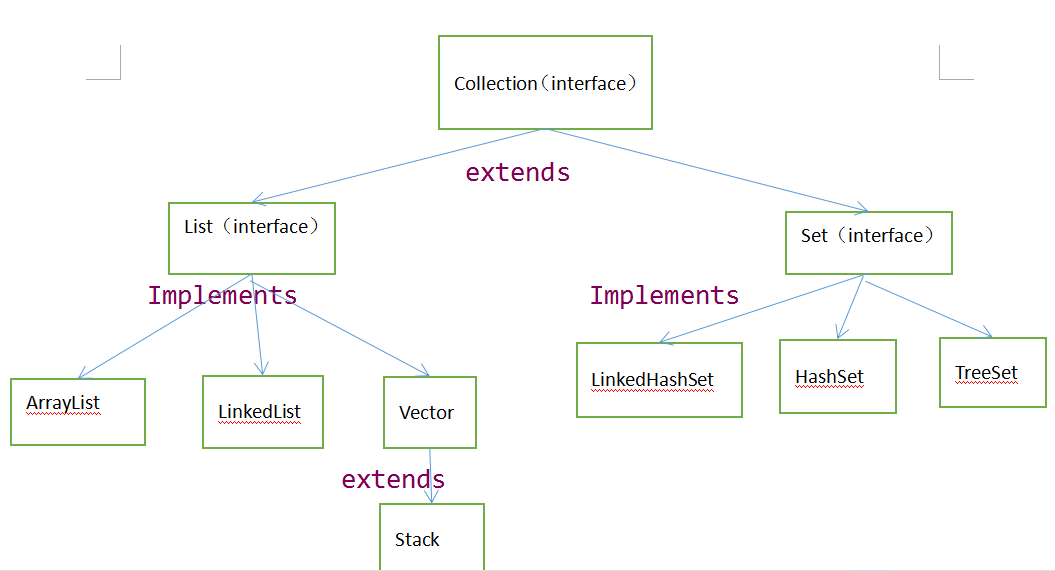 Collection（interface）
extends
List（interface）
Set（interface）
Implements
Implements
ArrayList
LinkedList
Vector
LinkedHashSet
HashSet
TreeSet
extends
Stack